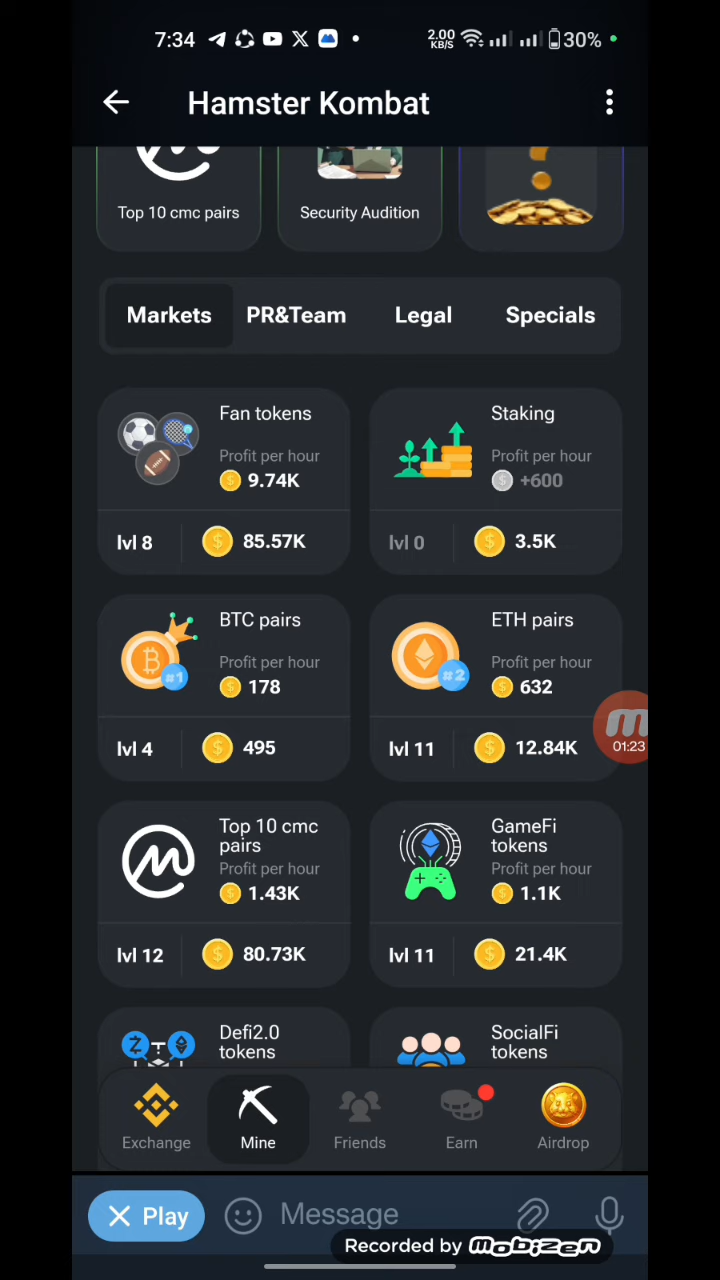 7:34
2.00
KB/S
30%
Hamster Kombat
Top 10 cmc pairs
Security Audition
Markets
PR&Team
Legal
Specials
Fan tokens
Profit per hour
9.74K
lvl 8
85.57K
Staking
Profit per hour
+600
lvl 0
3.5K
BTC pairs
#1
Profit per hour
178
lvl 4
495
ETH pairs
#2
Profit per hour
632
lvl 11
12.84K
01:23
Top 10 cmc
pairs
Profit per hour
1.43K
lvl 12
80.73K
GameFi
tokens
Profit per hour
1.1K
lvl 11
21.4K
Defi2.0
tokens
SocialFi
tokens
Exchange
Mine
Friends
Earn
Airdrop
Play
Message
Recorded by mobizen